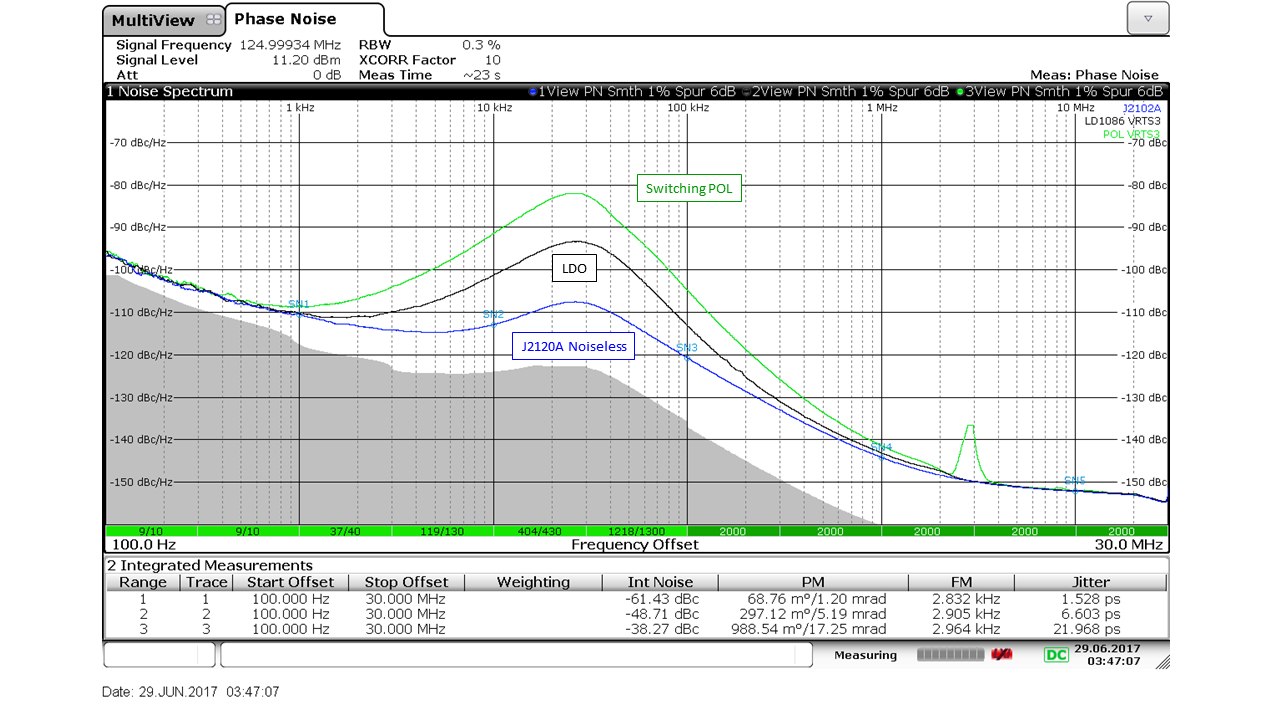 MultiView
Phase Noise
Signal Frequency 124.99934 MHz RBW 0.3 %
Signal Level 11.20 dBm XCORR Factor 10
Att 0 dB Meas Time ~23 s Meas: Phase Noise
1 Noise Spectrum 1View PN Smth 1% Spur 6dB 2View PN Smth 1% Spur 6dB 3View PN Smth 1% Spur 6dB
1 kHz 10 kHz 100 kHz 1 MHz 10 MHz J2102A
LD1086 VRTS3
POL VRTS3
-70 dBc/Hz -70 dBc
-80 dBc/Hz Switching POL -80 dBc
-90 dBc/Hz -90 dBc
LDO
-100 dBc/Hz -100 dBc
SN1
-110 dBc/Hz SN2 -110 dBc
J2120A Noiseless SN3
-120 dBc/Hz -120 dBc
-130 dBc/Hz -130 dBc
-140 dBc/Hz SN4 -140 dBc
-150 dBc/Hz SN5 -150 dBc
9/10 9/10 37/40 119/130 404/430 1218/1300 2000 2000 2000 2000 2000
100.0 Hz Frequency Offset 30.0 MHz
2 Integrated Measurements
Range Trace Start Offset Stop Offset Weighting Int Noise PM FM Jitter
1 1 100.000 Hz 30.000 MHz -61.43 dBc 68.76 m°/1.20 mrad 2.832 kHz 1.528 ps
2 2 100.000 Hz 30.000 MHz -48.71 dBc 297.12 m°/5.19 mrad 2.905 kHz 6.603 ps
3 3 100.000 Hz 30.000 MHz -38.27 dBc 988.54 m°/17.25 mrad 2.964 kHz 21.968 ps
Measuring DC 29.06.2017
03:47:07
Date: 29.JUN.2017 03:47:07